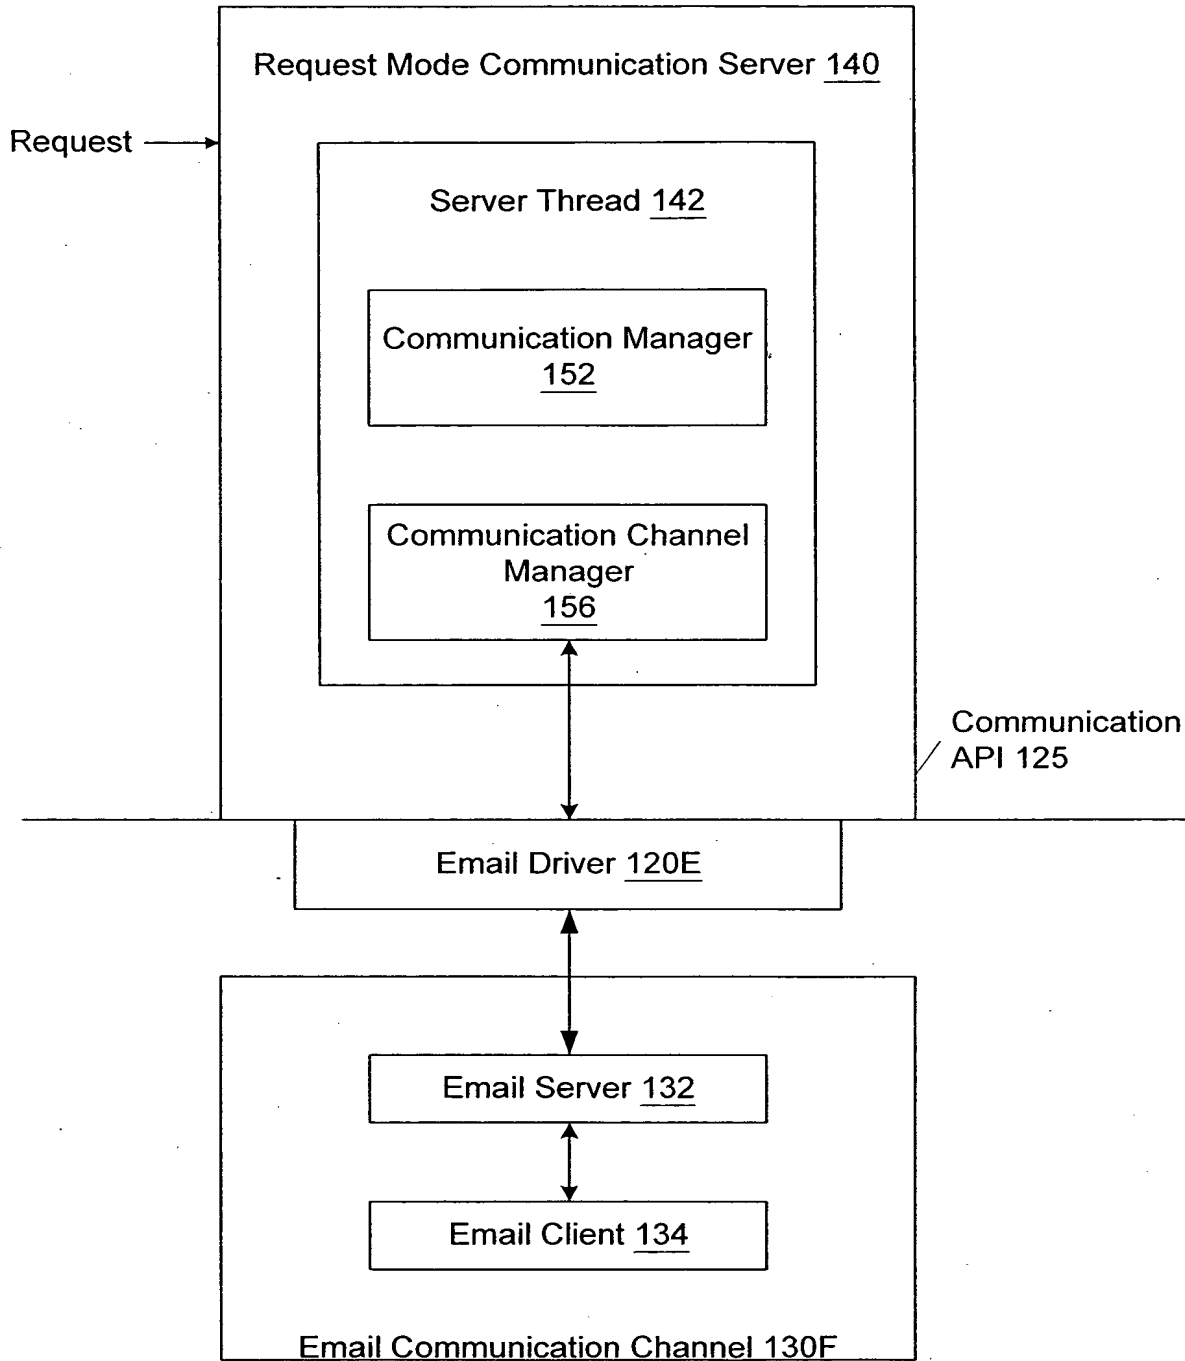 Request Mode Communication Server 140
Request
Server Thread 142
Communication Manager
152
Communication Channel
Manager
156
Communication
API 125
Email Driver 120E
Email Server 132
Email Client 134
Email Communication Channel 130F